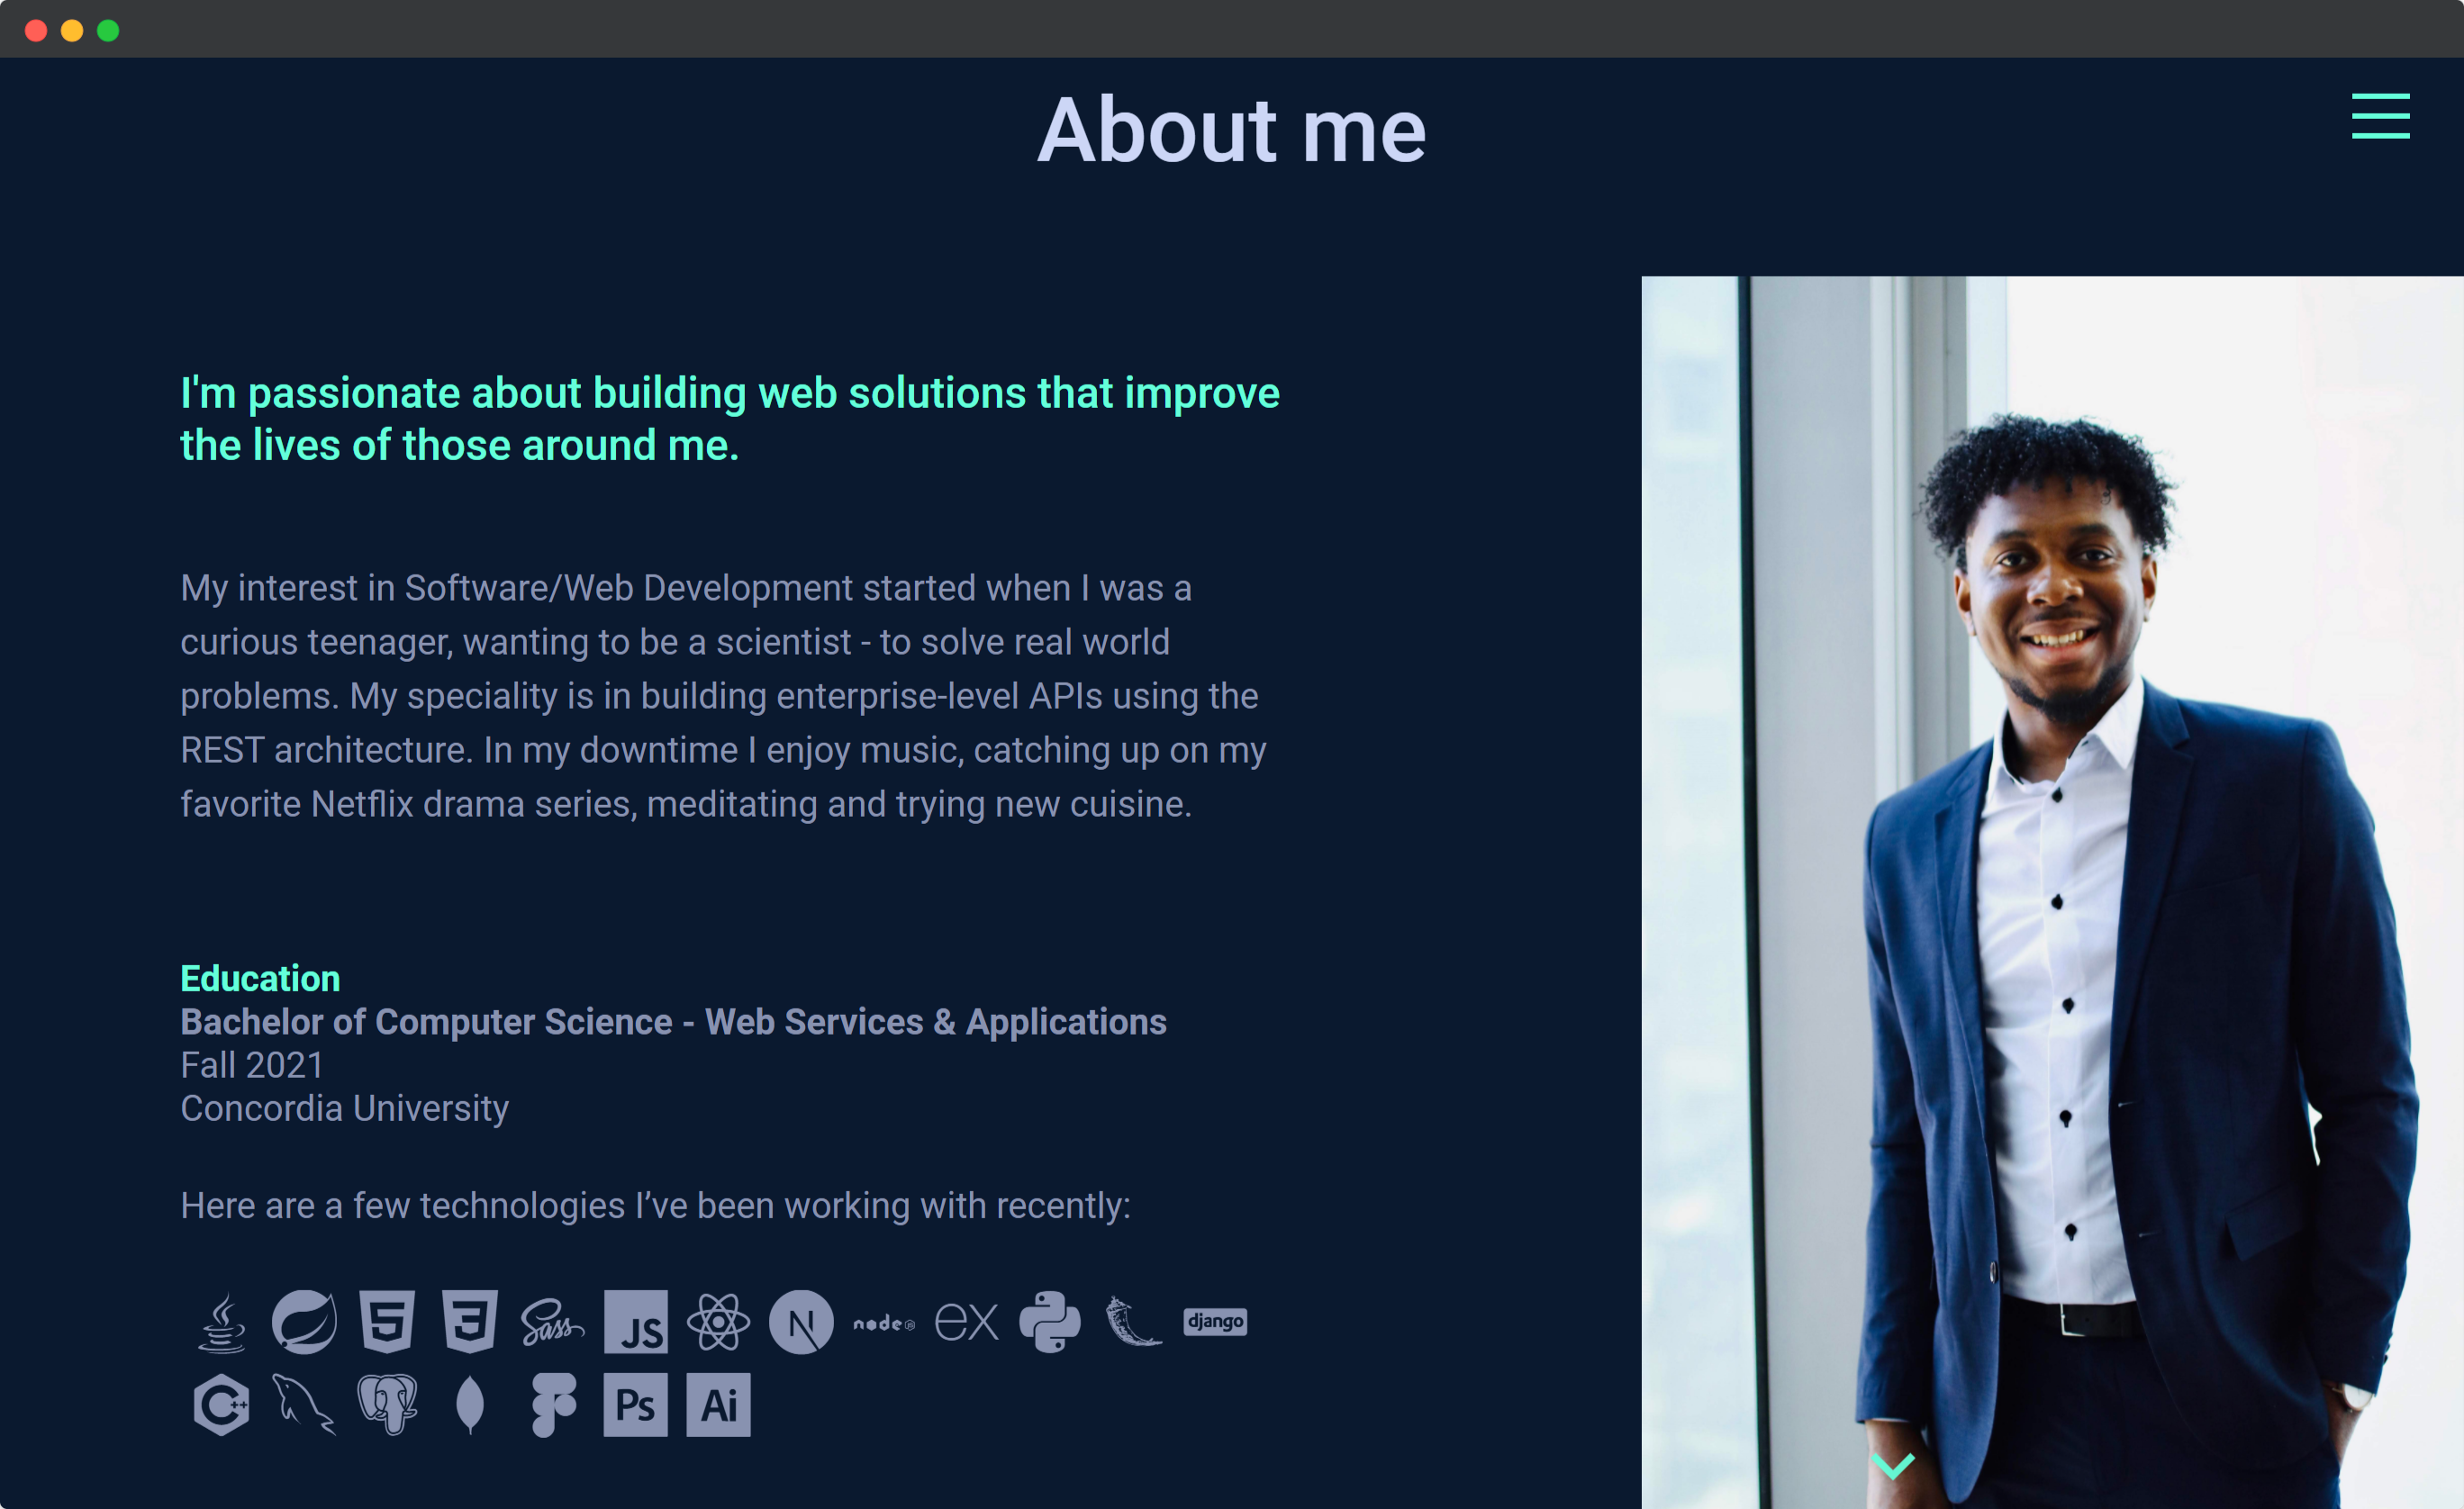 About me
I'm passionate about building web solutions that improve
the lives of those around me.
My interest in Software/Web Development started when I was a
curious teenager, wanting to be a scientist - to solve real world
problems. My speciality is in building enterprise-level APIs using the
REST architecture. In my downtime I enjoy music, catching up on my
favorite Netflix drama series, meditating and trying new cuisine.
Education
Bachelor of Computer Science - Web Services & Applications
Fall 2021
Concordia University
Here are a few technologies I’ve been working with recently:
5 3 Sass JS N node JS ex django
C++ Ps Ai